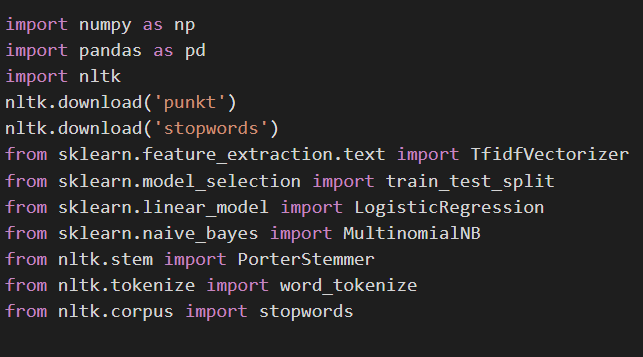 import numpy as np
import pandas as pd
import nltk
nltk.download('punkt')
nltk.download('stopwords')
from sklearn.feature_extraction.text import TfidfVectorizer
from sklearn.model_selection import train_test_split
from sklearn.linear_model import LogisticRegression
from sklearn.naive_bayes import MultinomialNB
from nltk.stem import PorterStemmer
from nltk.tokenize import word_tokenize
from nltk.corpus import stopwords